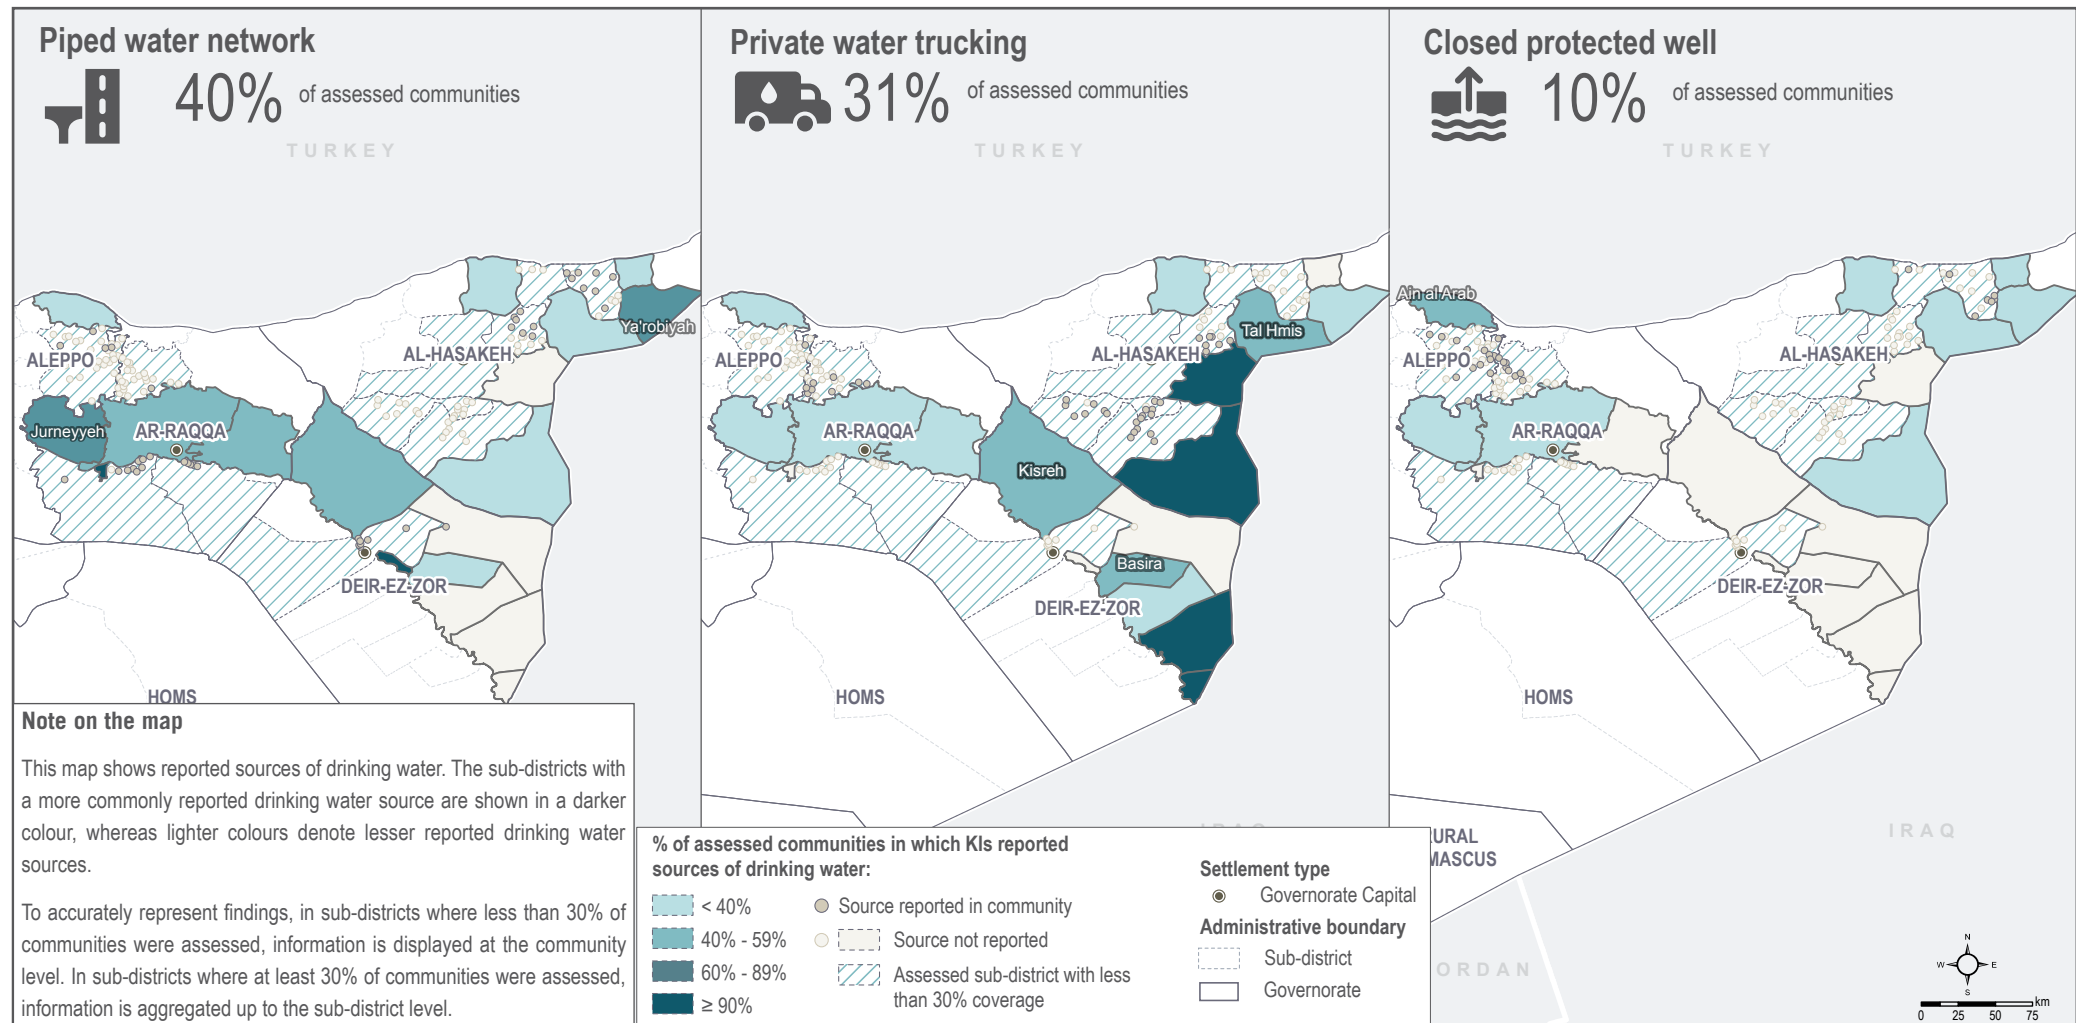 Piped water network
40% of assessed communities
TURKEY
Ya'robiyah
ALEPPO
AL-HASAKEH
Jurneyyeh
AR-RAQQA
DEIR-EZ-ZOR
HOMS
Private water trucking
31% of assessed communities
TURKEY
Tal Hmis
ALEPPO
AL-HASAKEH
AR-RAQQA
Kisreh
Basira
DEIR-EZ-ZOR
HOMS
IRAQ
Closed protected well
10% of assessed communities
TURKEY
Ain al Arab
ALEPPO
AL-HASAKEH
AR-RAQQA
DEIR-EZ-ZOR
HOMS
URAL
MASCUS
IRAQ
ORDAN
Note on the map
This map shows reported sources of drinking water. The sub-districts with
a more commonly reported drinking water source are shown in a darker
colour, whereas lighter colours denote lesser reported drinking water
sources.
To accurately represent findings, in sub-districts where less than 30% of
communities were assessed, information is displayed at the community
level. In sub-districts where at least 30% of communities were assessed,
information is aggregated up to the sub-district level.
% of assessed communities in which KIs reported
sources of drinking water:
< 40%
40% - 59%
60% - 89%
≥ 90%
Source reported in community
Source not reported
Assessed sub-district with less
than 30% coverage
Settlement type
Governorate Capital
Administrative boundary
Sub-district
Governorate
N
W E
S
km
0 25 50 75